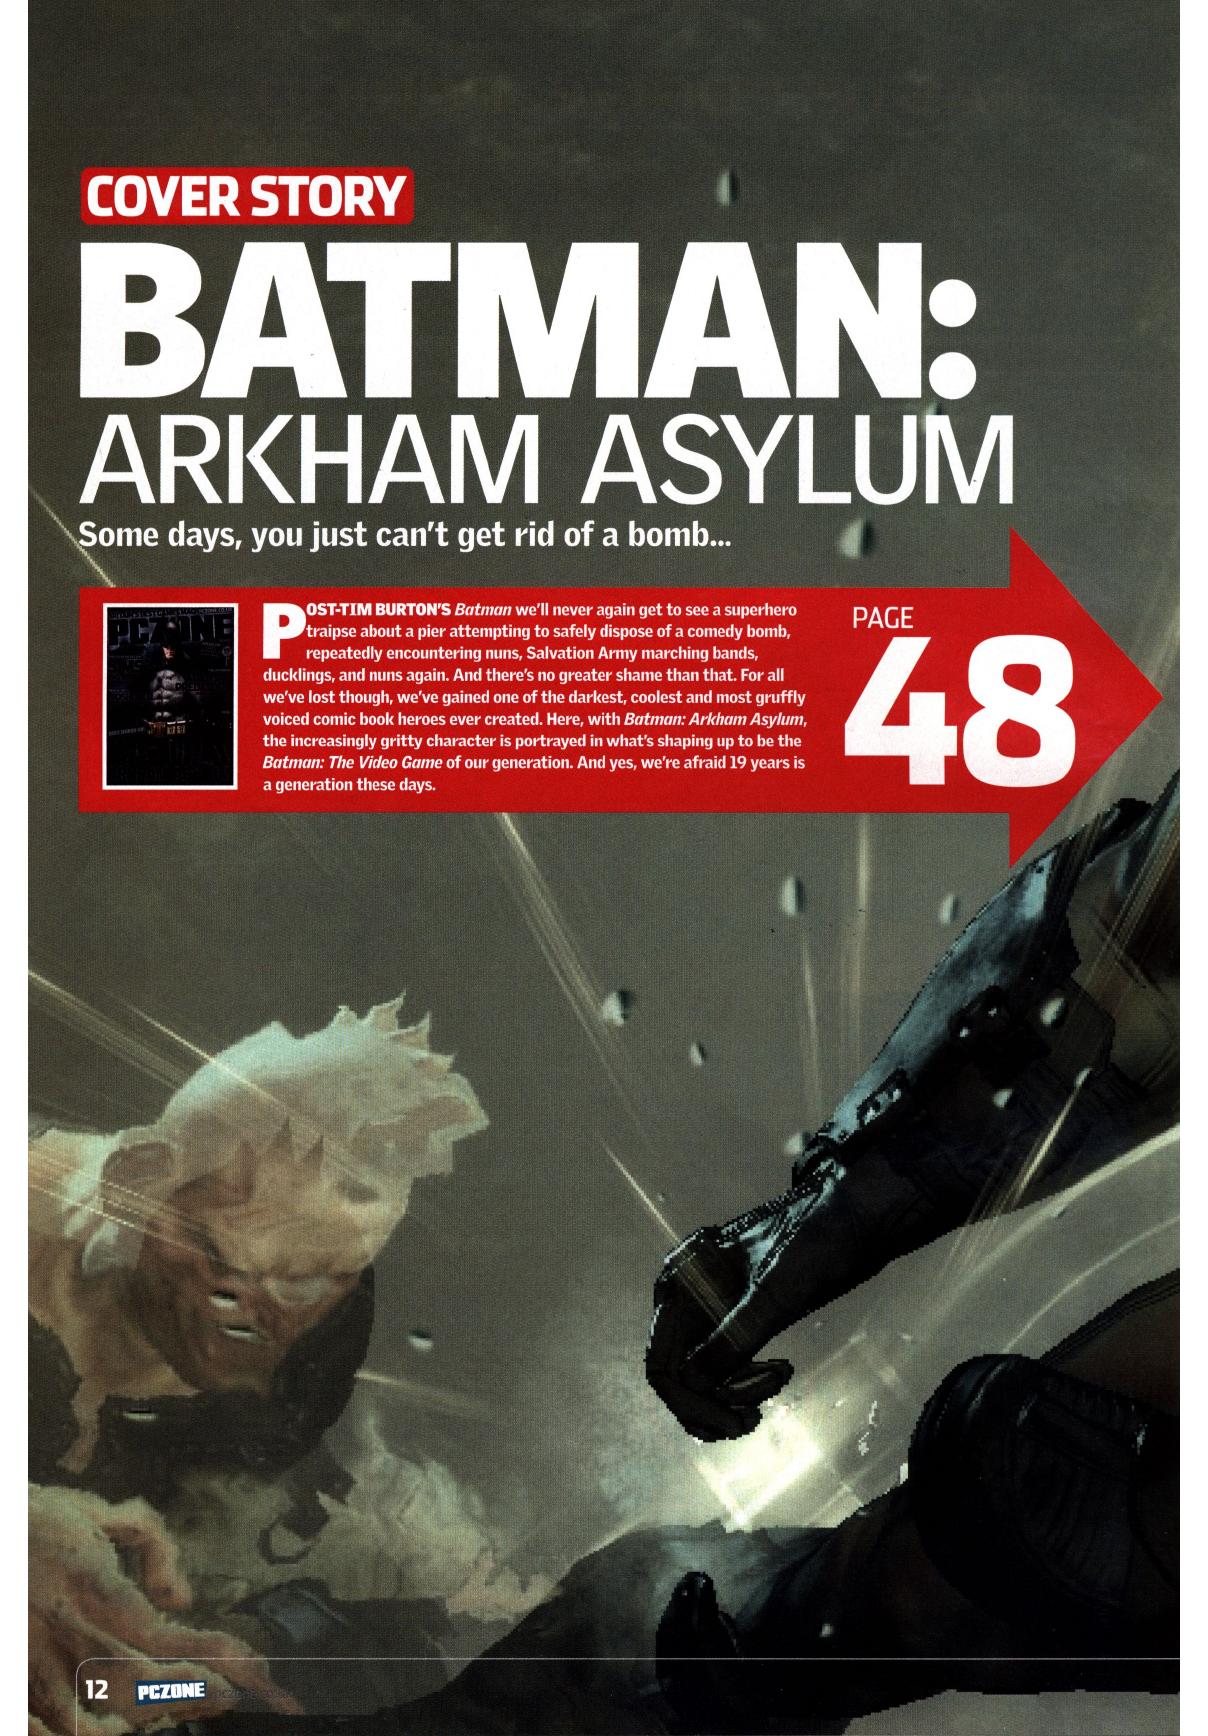 COVER STORY
BATMAN:
ARKHAM ASYLUM
Some days, you just can't get rid of a bomb...
PCZONE
POST-TIM BURTON'S Batman we'll never again get to see a superhero
traipse about a pier attempting to safely dispose of a comedy bomb,
repeatedly encountering nuns, Salvation Army marching bands,
ducklings, and nuns again. And there's no greater shame than that. For all
we've lost though, we've gained one of the darkest, coolest and most gruffly
voiced comic book heroes ever created. Here, with Batman: Arkham Asylum,
the increasingly gritty character is portrayed in what's shaping up to be the
Batman: The Video Game of our generation. And yes, we're afraid 19 years is
a generation these days.
PAGE
48
12 PCZONE